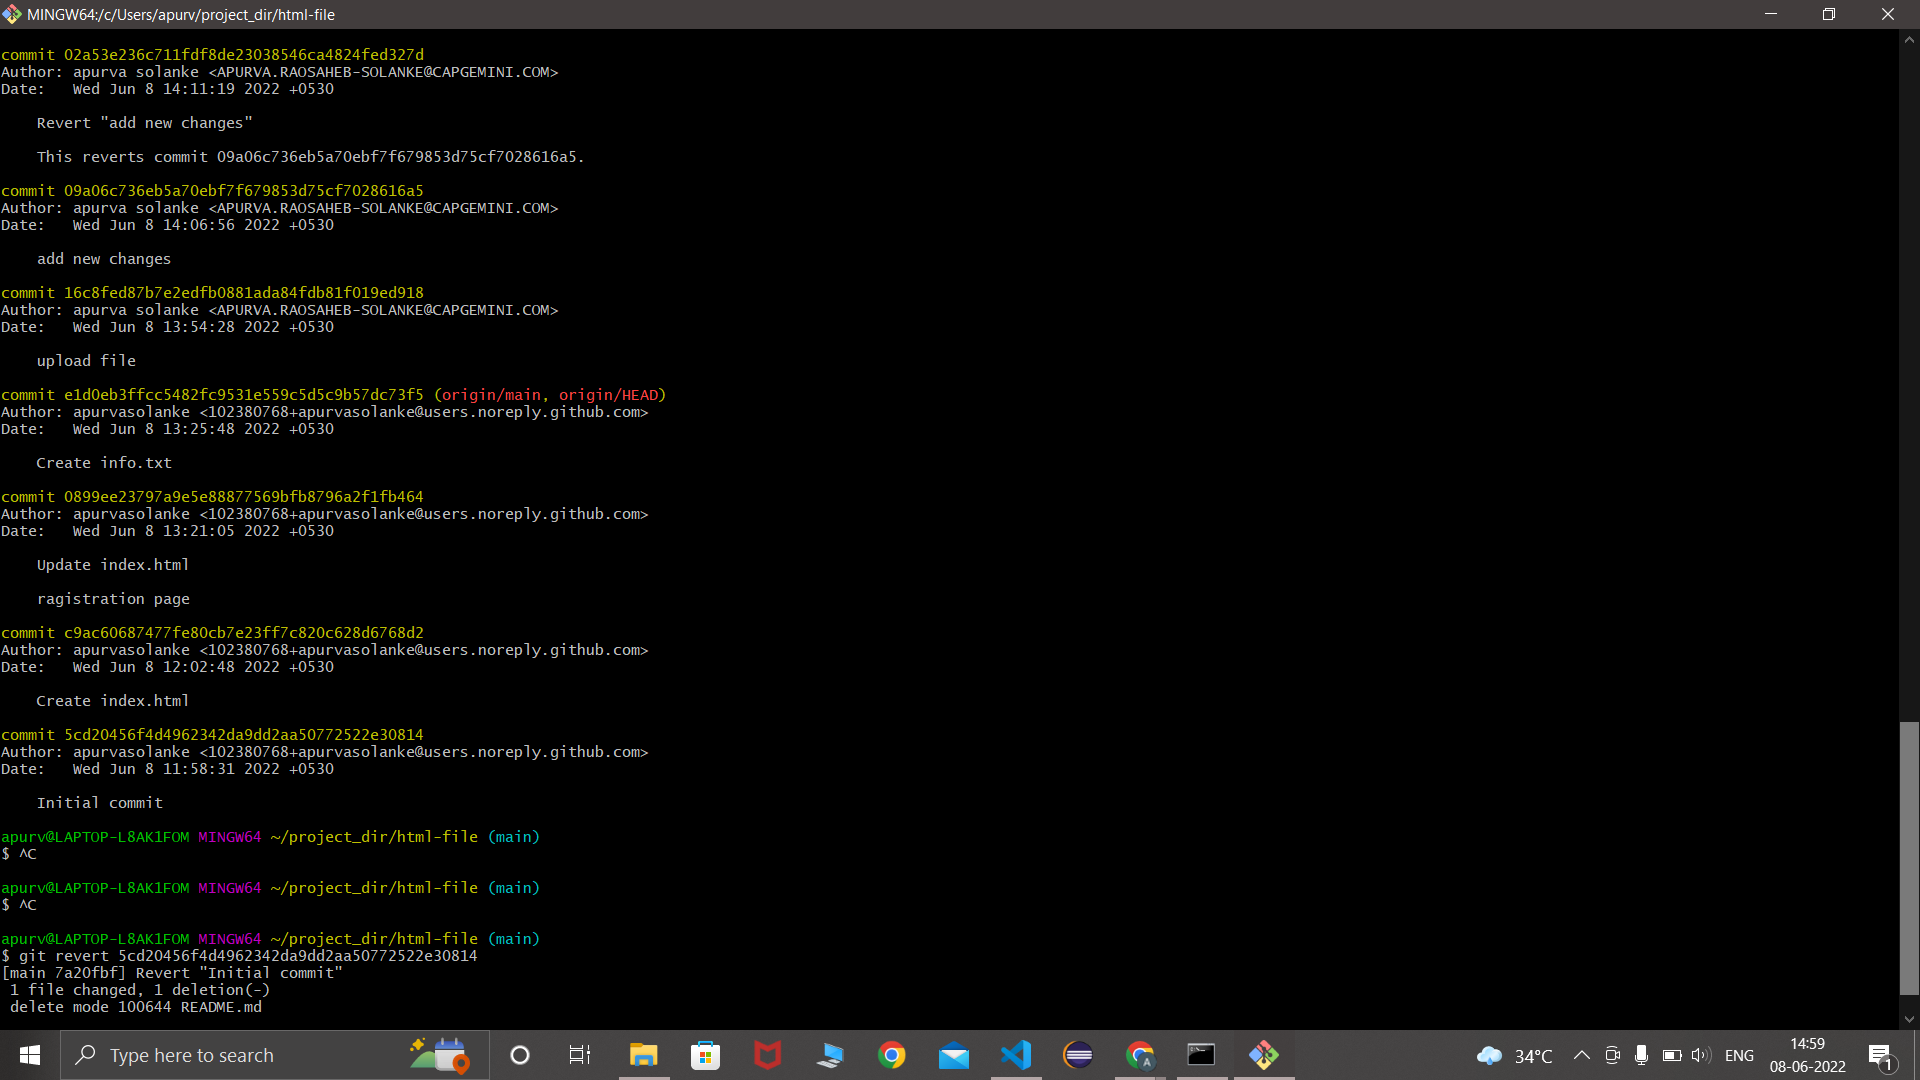 MINGW64:/c/Users/apurv/project_dir/html-file
commit 02a53e236c711fdf8de23038546ca4824fed327d
Author: apurva solanke <APURVA.RAOSAHEB-SOLANKE@CAPGEMINI.COM>
Date:   Wed Jun 8 14:11:19 2022 +0530
Revert "add new changes"
This reverts commit 09a06c736eb5a70ebf7f679853d75cf7028616a5.
commit 09a06c736eb5a70ebf7f679853d75cf7028616a5
Author: apurva solanke <APURVA.RAOSAHEB-SOLANKE@CAPGEMINI.COM>
Date:   Wed Jun 8 14:06:56 2022 +0530
add new changes
commit 16c8fed87b7e2edfb0881ada84fdb81f019ed918
Author: apurva solanke <APURVA.RAOSAHEB-SOLANKE@CAPGEMINI.COM>
Date:   Wed Jun 8 13:54:28 2022 +0530
upload file
commit e1d0eb3ffcc5482fc9531e559c5d5c9b57dc73f5 (origin/main, origin/HEAD)
Author: apurvasolanke <102380768+apurvasolanke@users.noreply.github.com>
Date:   Wed Jun 8 13:25:48 2022 +0530
Create info.txt
commit 0899ee23797a9e5e88877569bfb8796a2f1fb464
Author: apurvasolanke <102380768+apurvasolanke@users.noreply.github.com>
Date:   Wed Jun 8 13:21:05 2022 +0530
Update index.html
ragistration page
commit c9ac60687477fe80cb7e23ff7c820c628d6768d2
Author: apurvasolanke <102380768+apurvasolanke@users.noreply.github.com>
Date:   Wed Jun 8 12:02:48 2022 +0530
Create index.html
commit 5cd20456f4d4962342da9dd2aa50772522e30814
Author: apurvasolanke <102380768+apurvasolanke@users.noreply.github.com>
Date:   Wed Jun 8 11:58:31 2022 +0530
Initial commit
apurv@LAPTOP-L8AK1FOM MINGW64 ~/project_dir/html-file (main)
$ ^C
apurv@LAPTOP-L8AK1FOM MINGW64 ~/project_dir/html-file (main)
$ ^C
apurv@LAPTOP-L8AK1FOM MINGW64 ~/project_dir/html-file (main)
$ git revert 5cd20456f4d4962342da9dd2aa50772522e30814
[main 7a20fbf] Revert "Initial commit"
1 file changed, 1 deletion(-)
delete mode 100644 README.md
Type here to search
A
34°C
ENG
14:59
08-06-2022
1